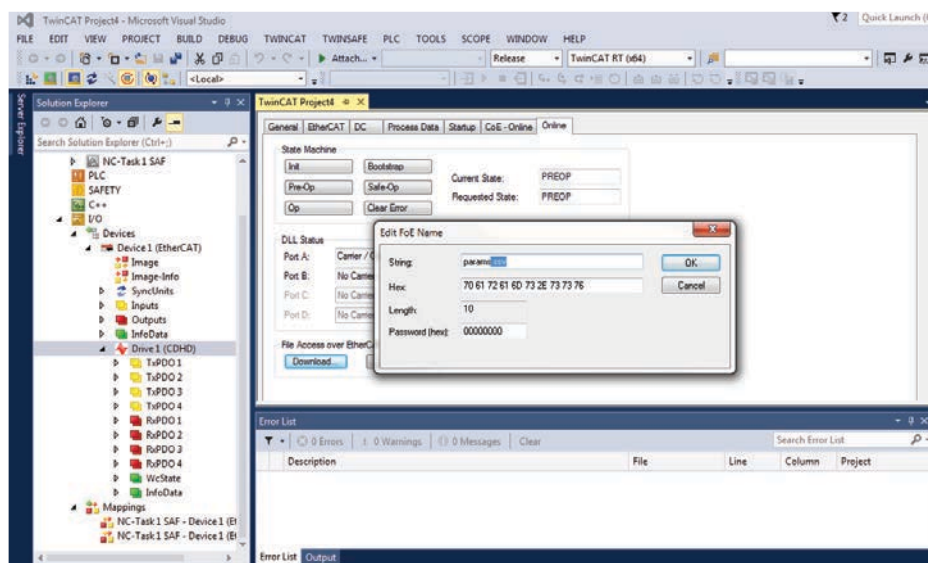 TwinCAT Project4 - Microsoft Visual Studio
2 Quick Launch (
FILE EDIT VIEW PROJECT BUILD DEBUG TWINCAT TWINSAFE PLC TOOLS SCOPE WINDOW HELP
Attach... Release TwinCAT RT (x64)
<Local>
Server Explorer
Solution Explorer
Search Solution Explorer (Ctrl+;)
NC-Task 1 SAF
PLC
SAFETY
C++
I/O
Devices
Device 1 (EtherCAT)
Image
Image-Info
SyncUnits
Inputs
Outputs
InfoData
Drive 1 (CDHD)
TxPDO 1
TxPDO 2
TxPDO 3
TxPDO 4
RxPDO 1
RxPDO 2
RxPDO 3
RxPDO 4
WcState
InfoData
Mappings
NC-Task 1 SAF - Device 1 (Et
NC-Task 1 SAF - Device 1 (Et
TwinCAT Project4
General EtherCAT DC Process Data Startup CoE - Online Online
State Machine
Init Bootstrap
Pre-Op Safe-Op
Op Clear Error
Current State: PREOP
Requested State: PREOP
DLL Status
Port A: Carrier / O
Port B: No Carrie
Port C: No Carrie
Port D: No Carrie
File Access over EtherCA
Download...
Edit FoE Name
String: params
Hex: 70 61 72 61 6D 73 2E 73 73 76
Length: 10
Password (hex): 00000000
OK
Cancel
Error List
0 Errors 0 Warnings 0 Messages Clear
Search Error List
Description File Line Column Project
Error List Output